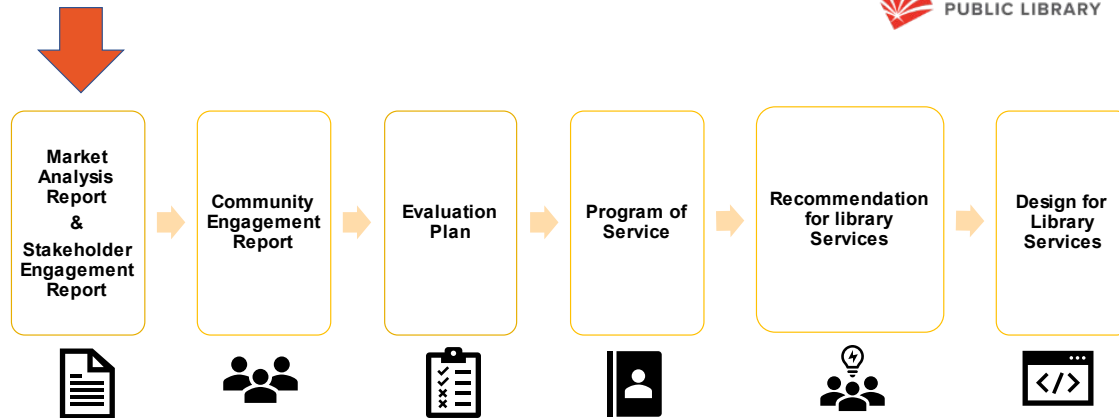 PUBLIC LIBRARY
Market
Analysis
Report
&
Stakeholder
Engagement
Report
Community
Engagement
Report
Evaluation
Plan
Program of
Service
Recommendation
for library
Services
Design for
Library
Services